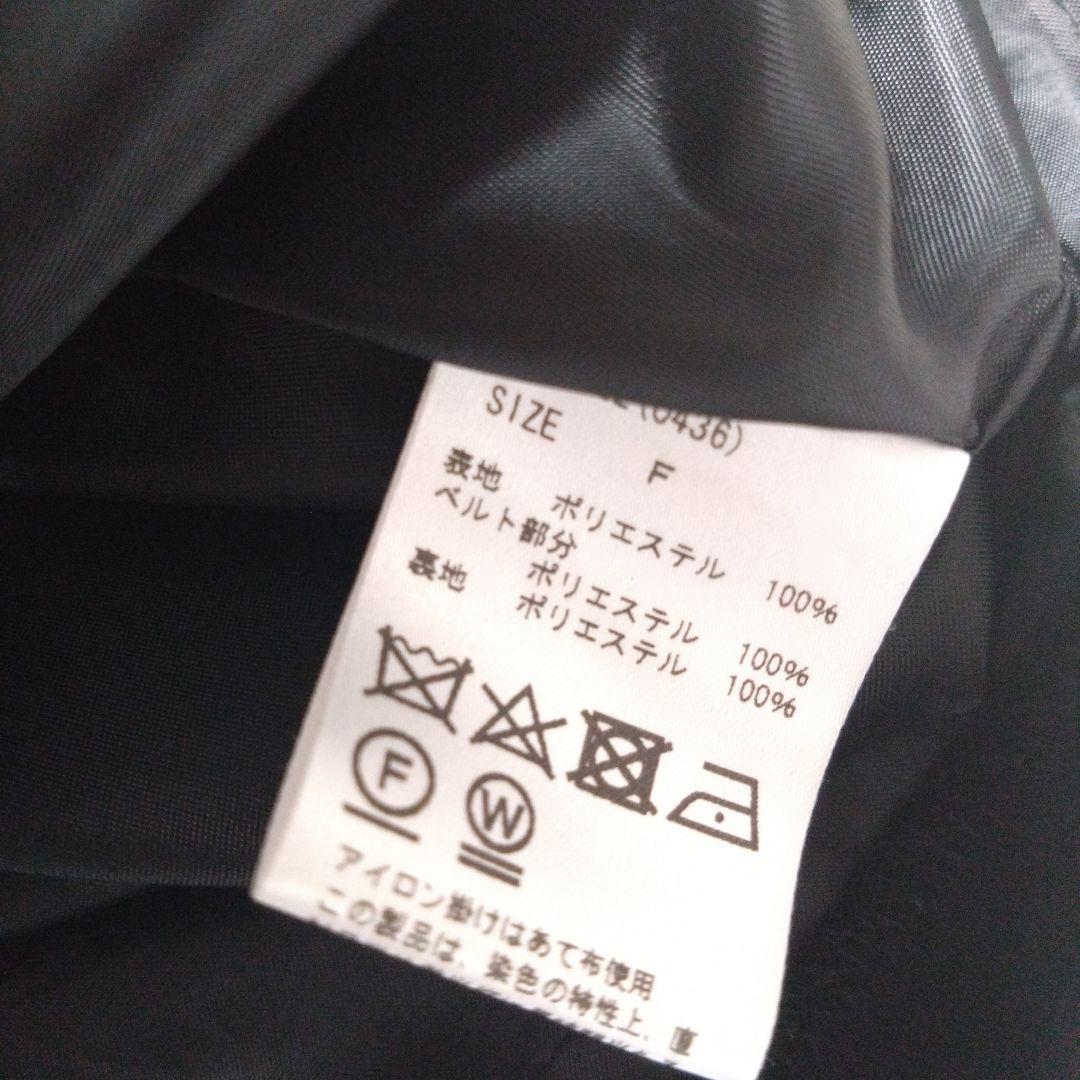 (0436)
SIZE F
表地 ポリエステル 100%
ベルト部分
ポリエステル 100%
裏地 ポリエステル 100%
F
W
アイロン掛けはあて布使用
この製品は、染色の特性上、直